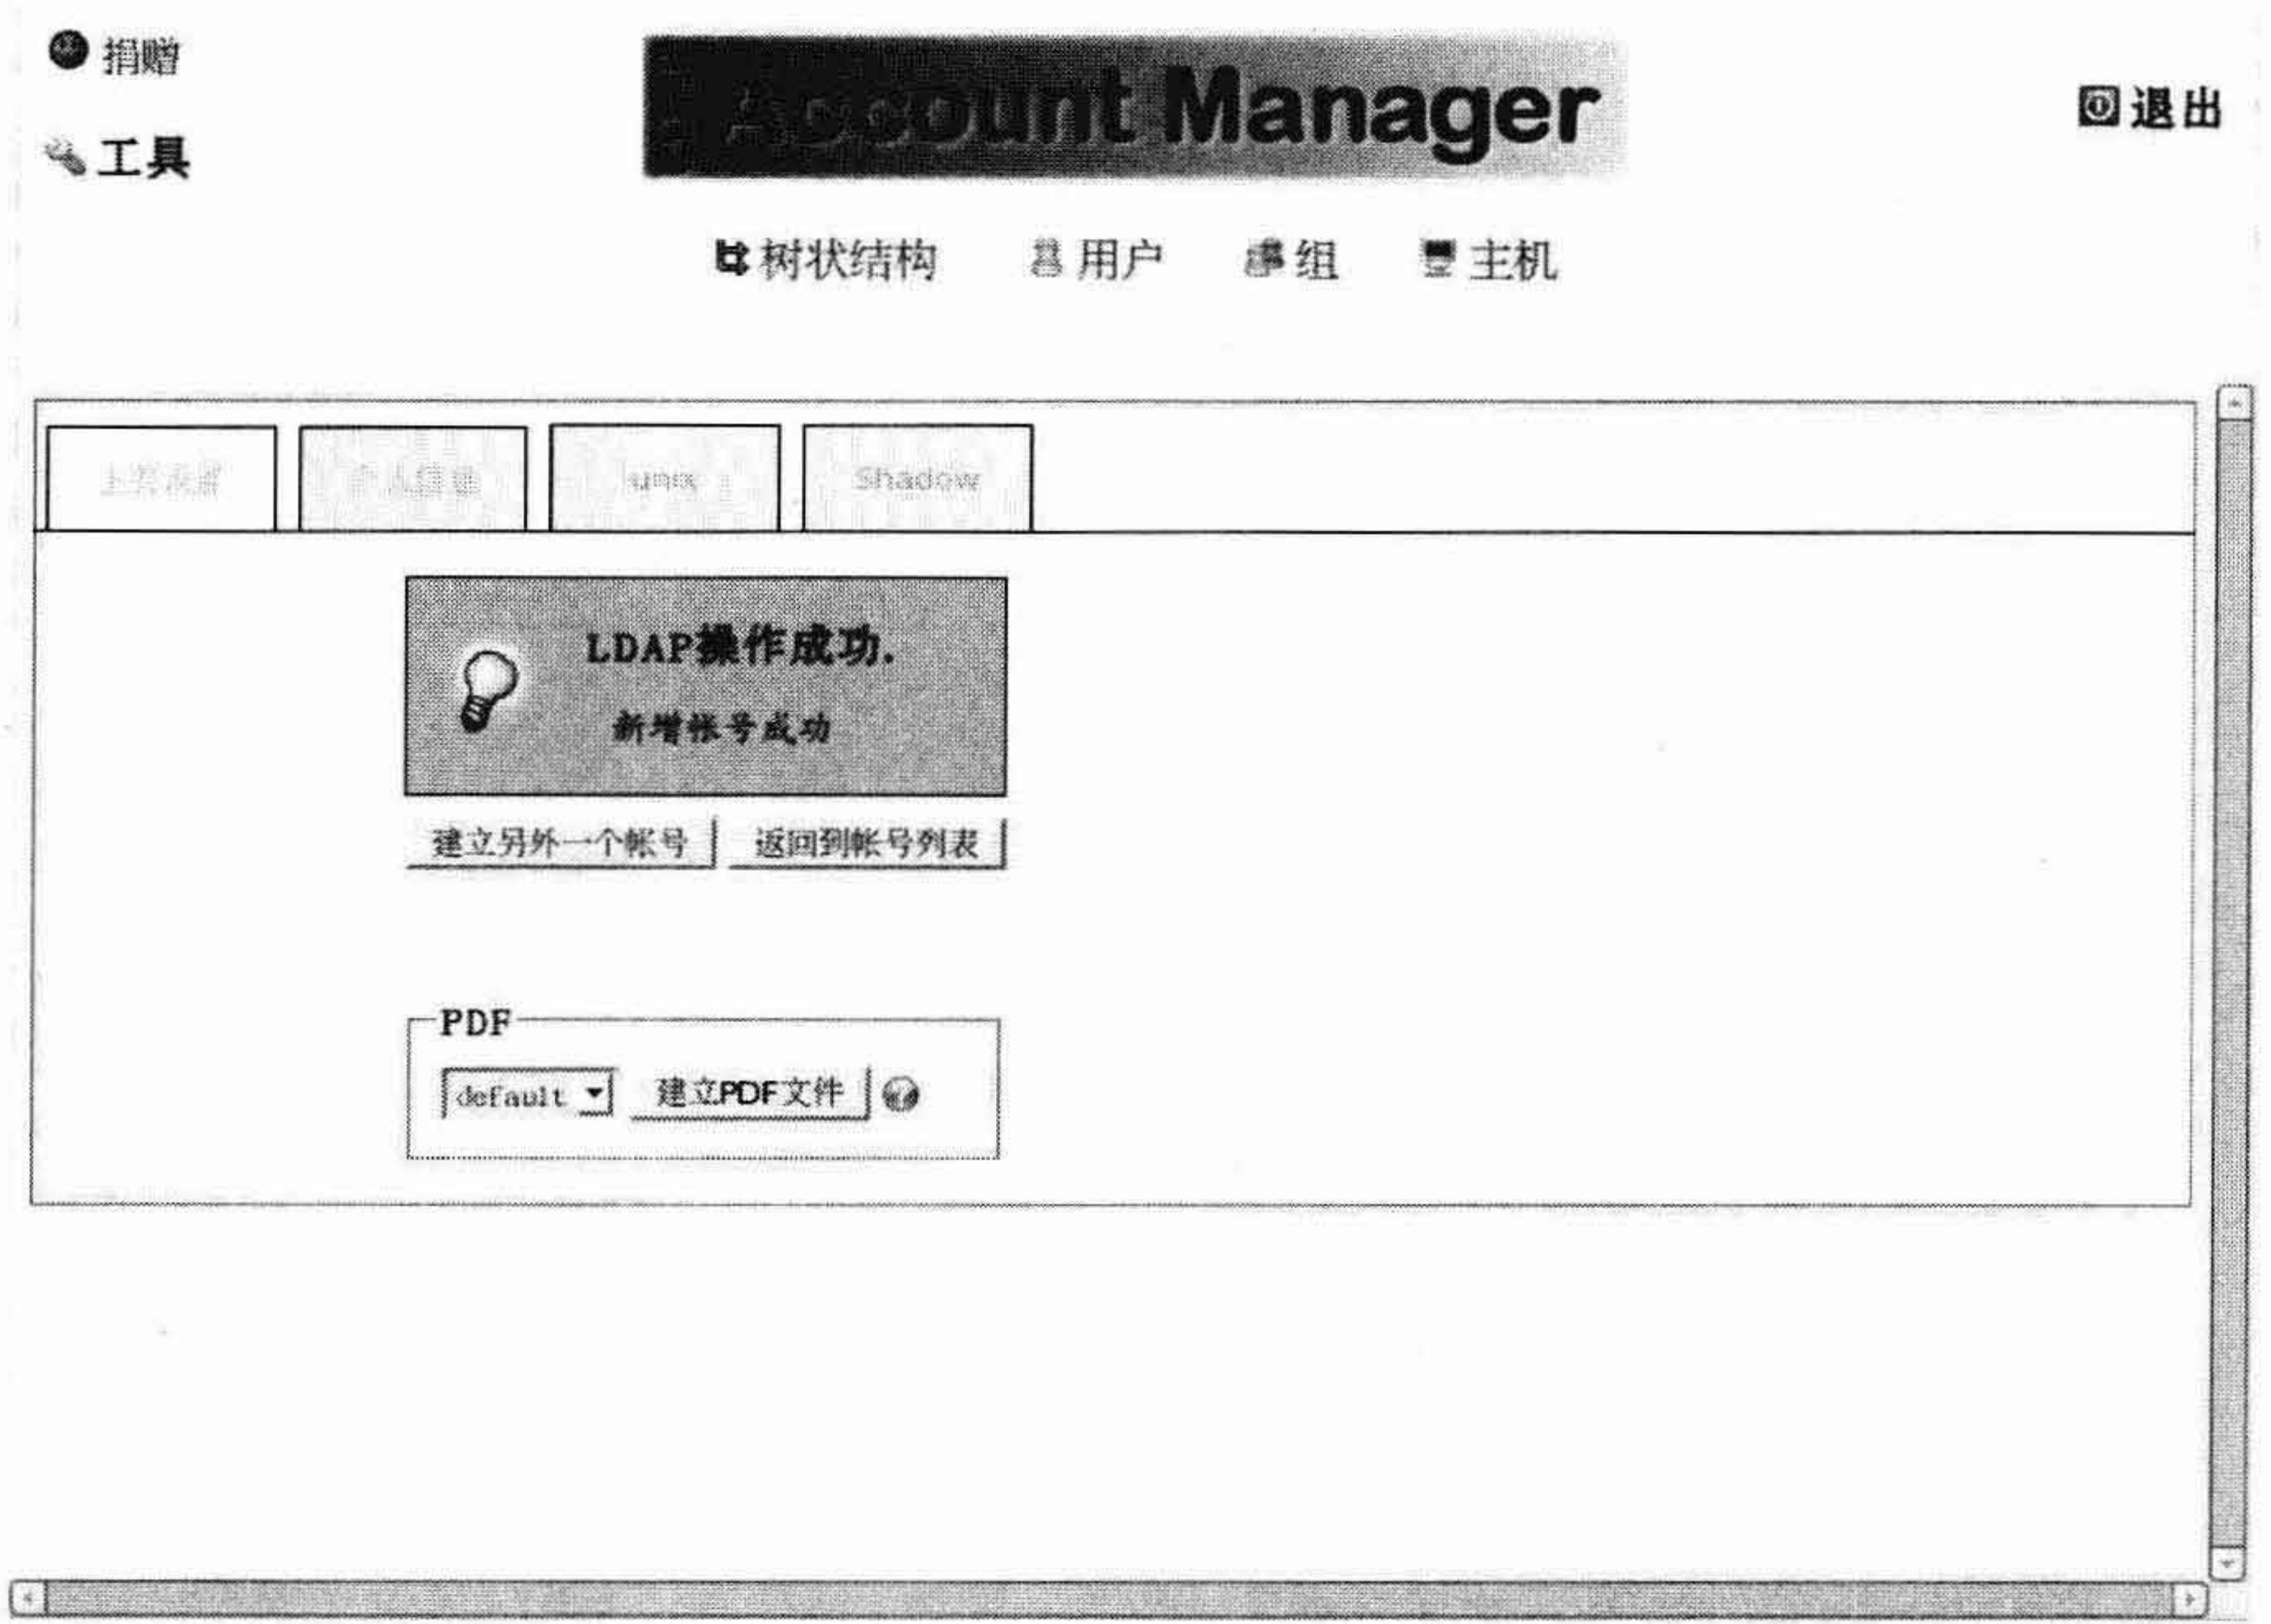 捐赠
Account Manager
退出
工具
树状结构 用户 组 主机
unix Shadow
LDAP操作成功.
新增帐号成功
建立另外一个帐号 返回到帐号列表
PDF
default 建立PDF文件